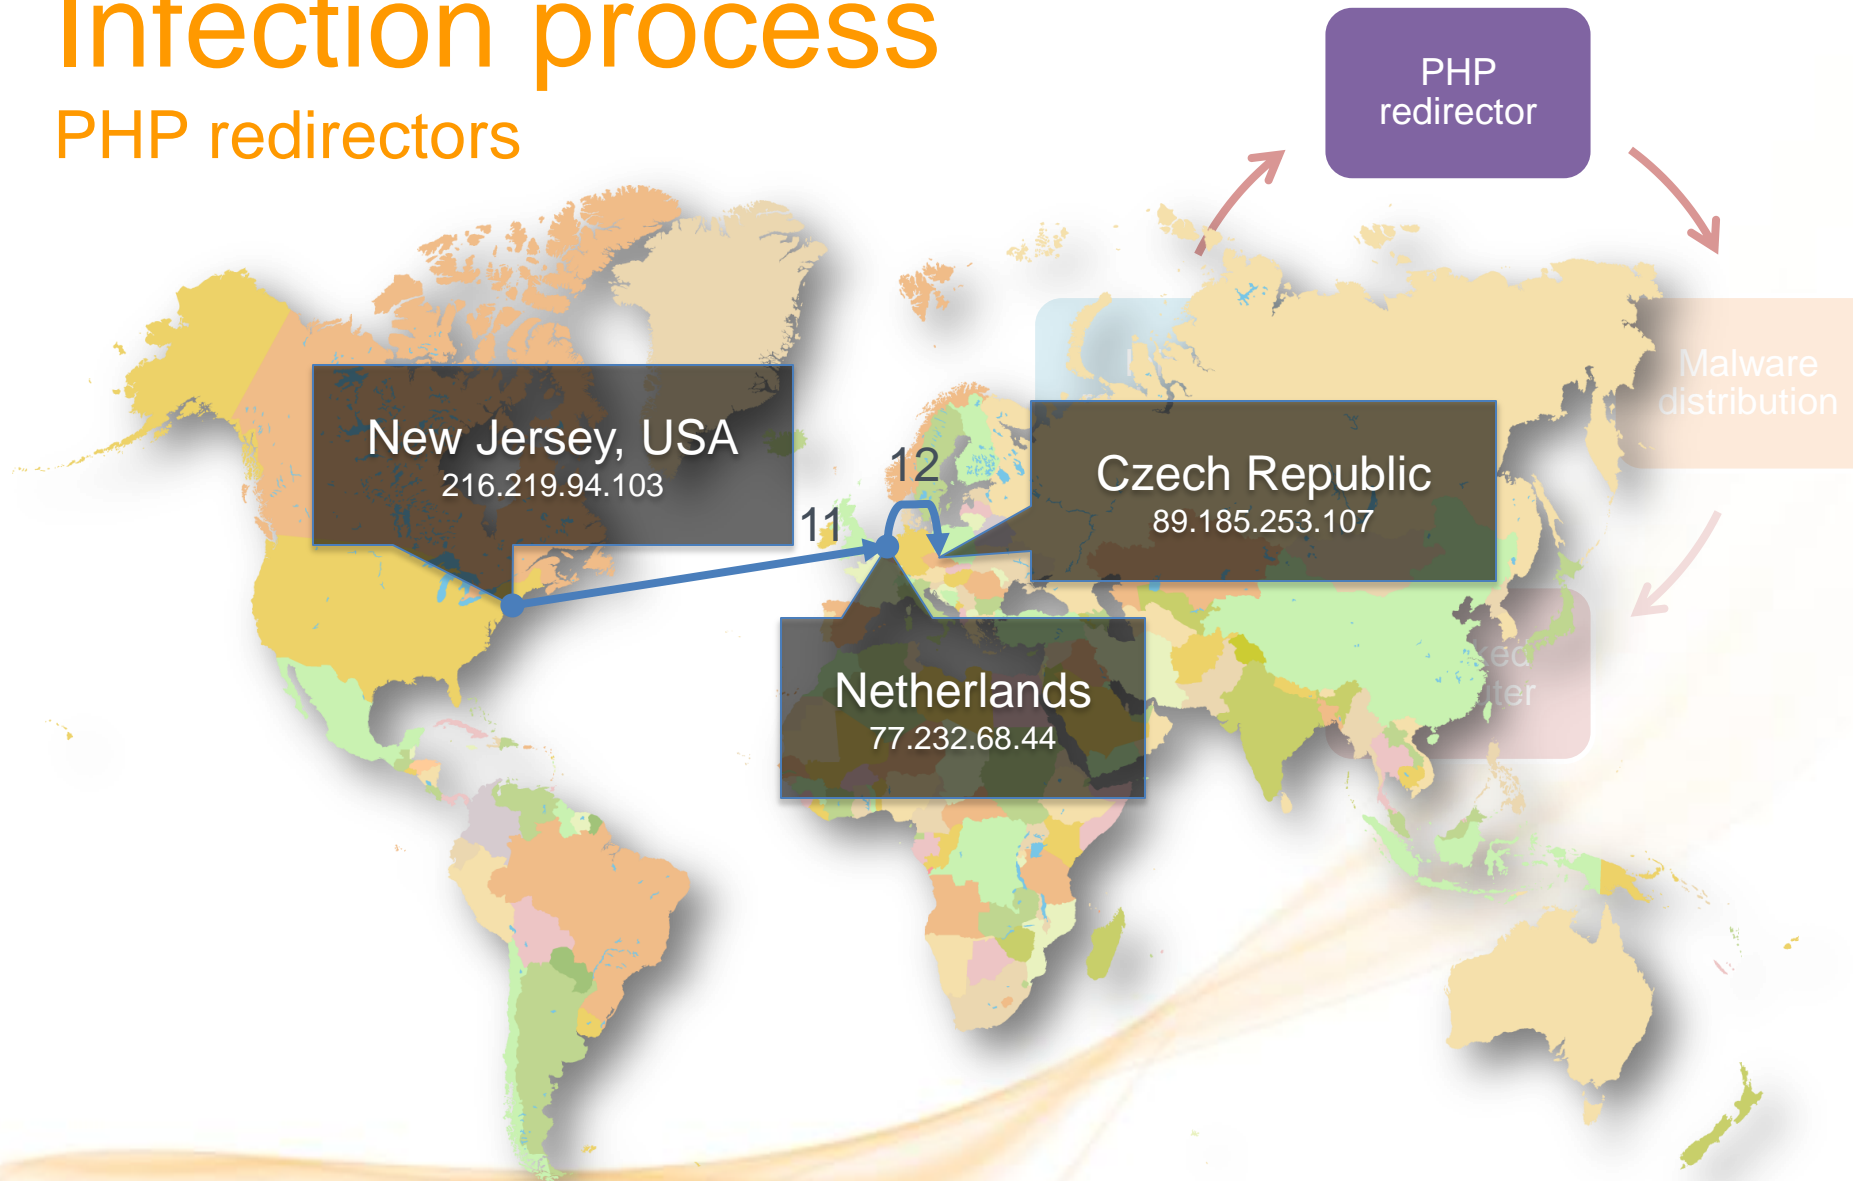 Infection process
PHP redirectors
PHP
redirector
Malware
distribution
New Jersey, USA
216.219.94.103
12
Czech Republic
89.185.253.107
11
Netherlands
77.232.68.44